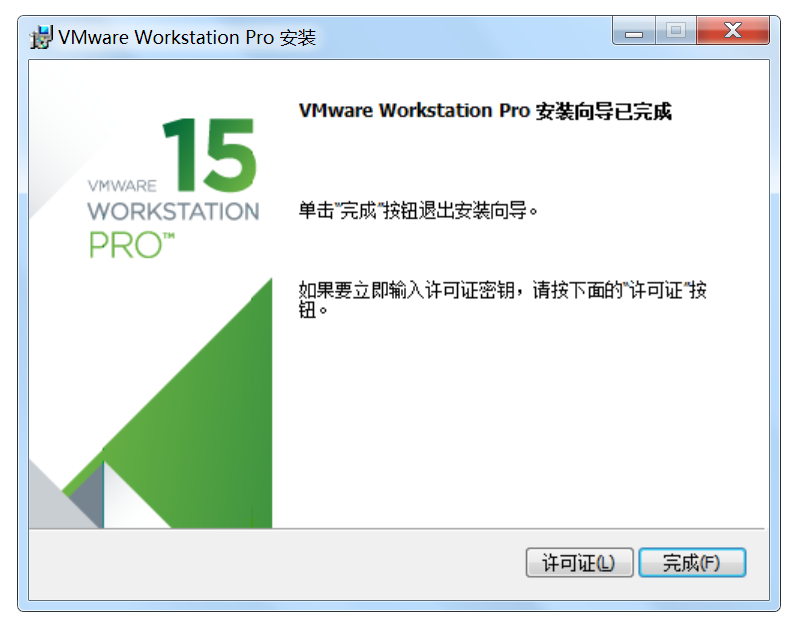 VMware Workstation Pro 安装
VMware Workstation Pro 安装向导已完成
15
VMWARE
WORKSTATION
PRO™
单击"完成"按钮退出安装向导。
如果要立即输入许可证密钥，请按下面的"许可证"按
钮。
许可证(L)
完成(F)